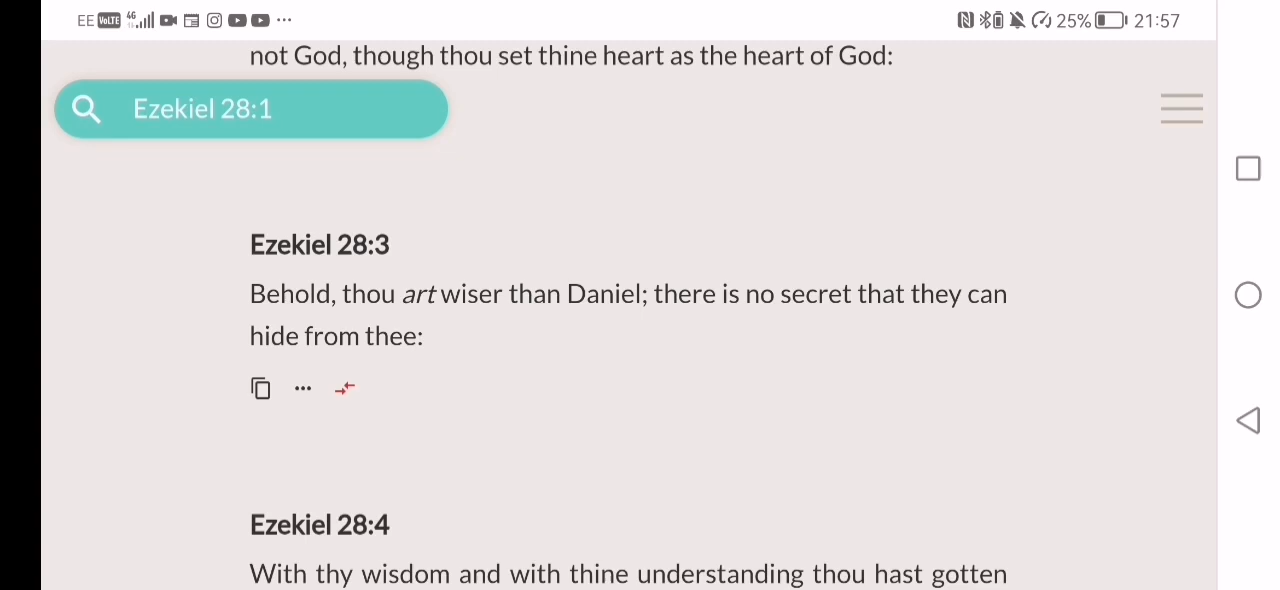 EE VoLTE 4G 25% 21:57
not God, though thou set thine heart as the heart of God:
Ezekiel 28:1
Ezekiel 28:3
Behold, thou art wiser than Daniel; there is no secret that they can
hide from thee:
Ezekiel 28:4
With thy wisdom and with thine understanding thou hast gotten